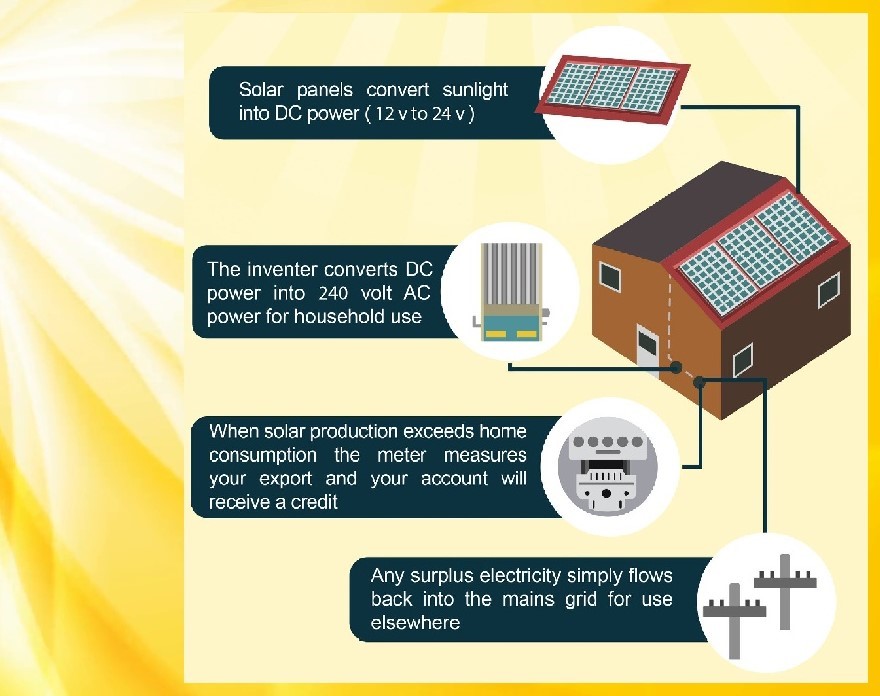 Solar panels convert sunlight
into DC power ( 12 v to 24 v )
The inventer converts DC
power into 240 volt AC
power for household use
When solar production exceeds home
consumption the meter measures
your export and your account will
receive a credit
Any surplus electricity simply flows
back into the mains grid for use
elsewhere